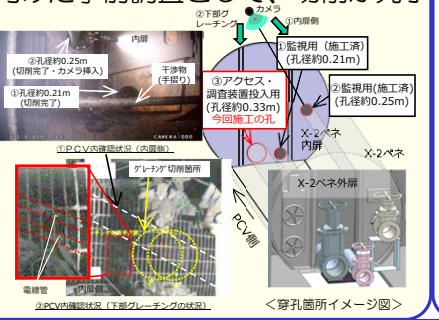 カメラ
②下部グ
レーチング
①内扉側
内扉
②孔径約0.25m
(切削完了・カメラ挿入)
干渉物
(手摺り)
①孔径約0.21m
(切削完了)
①監視用（施工済）
(孔径約0.21m)
③アクセス・
調査装置投入用
(孔径約0.33m)
今回施工の孔
②監視用(施工済)
(孔径約0.25m)
X-2ペネ
内扉
X-2ペネ
①ＰＣＶ内確認状況（内扉側）
ｸﾞﾚｰﾁﾝｸﾞ切削箇所
X-2ペネ外扉
PCV側
電線管
内扉側
②PCV内確認状況（下部グレーチングの状況）
＜穿孔箇所イメージ図＞